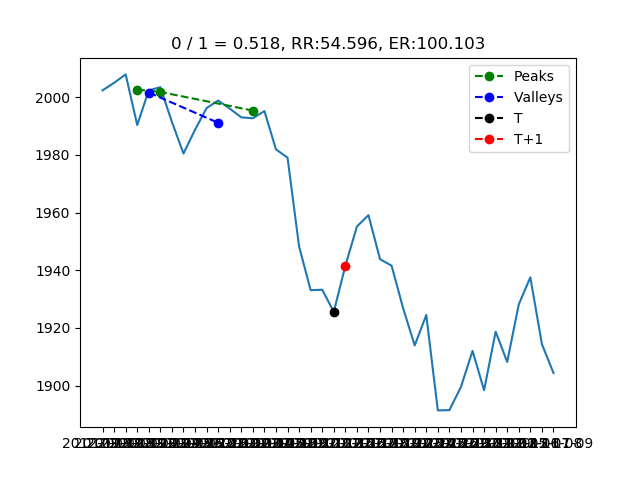 0 / 1 = 0.518, RR:54.596, ER:100.103
Peaks
Valleys
T
T+1
2000
1980
1960
1940
1920
1900